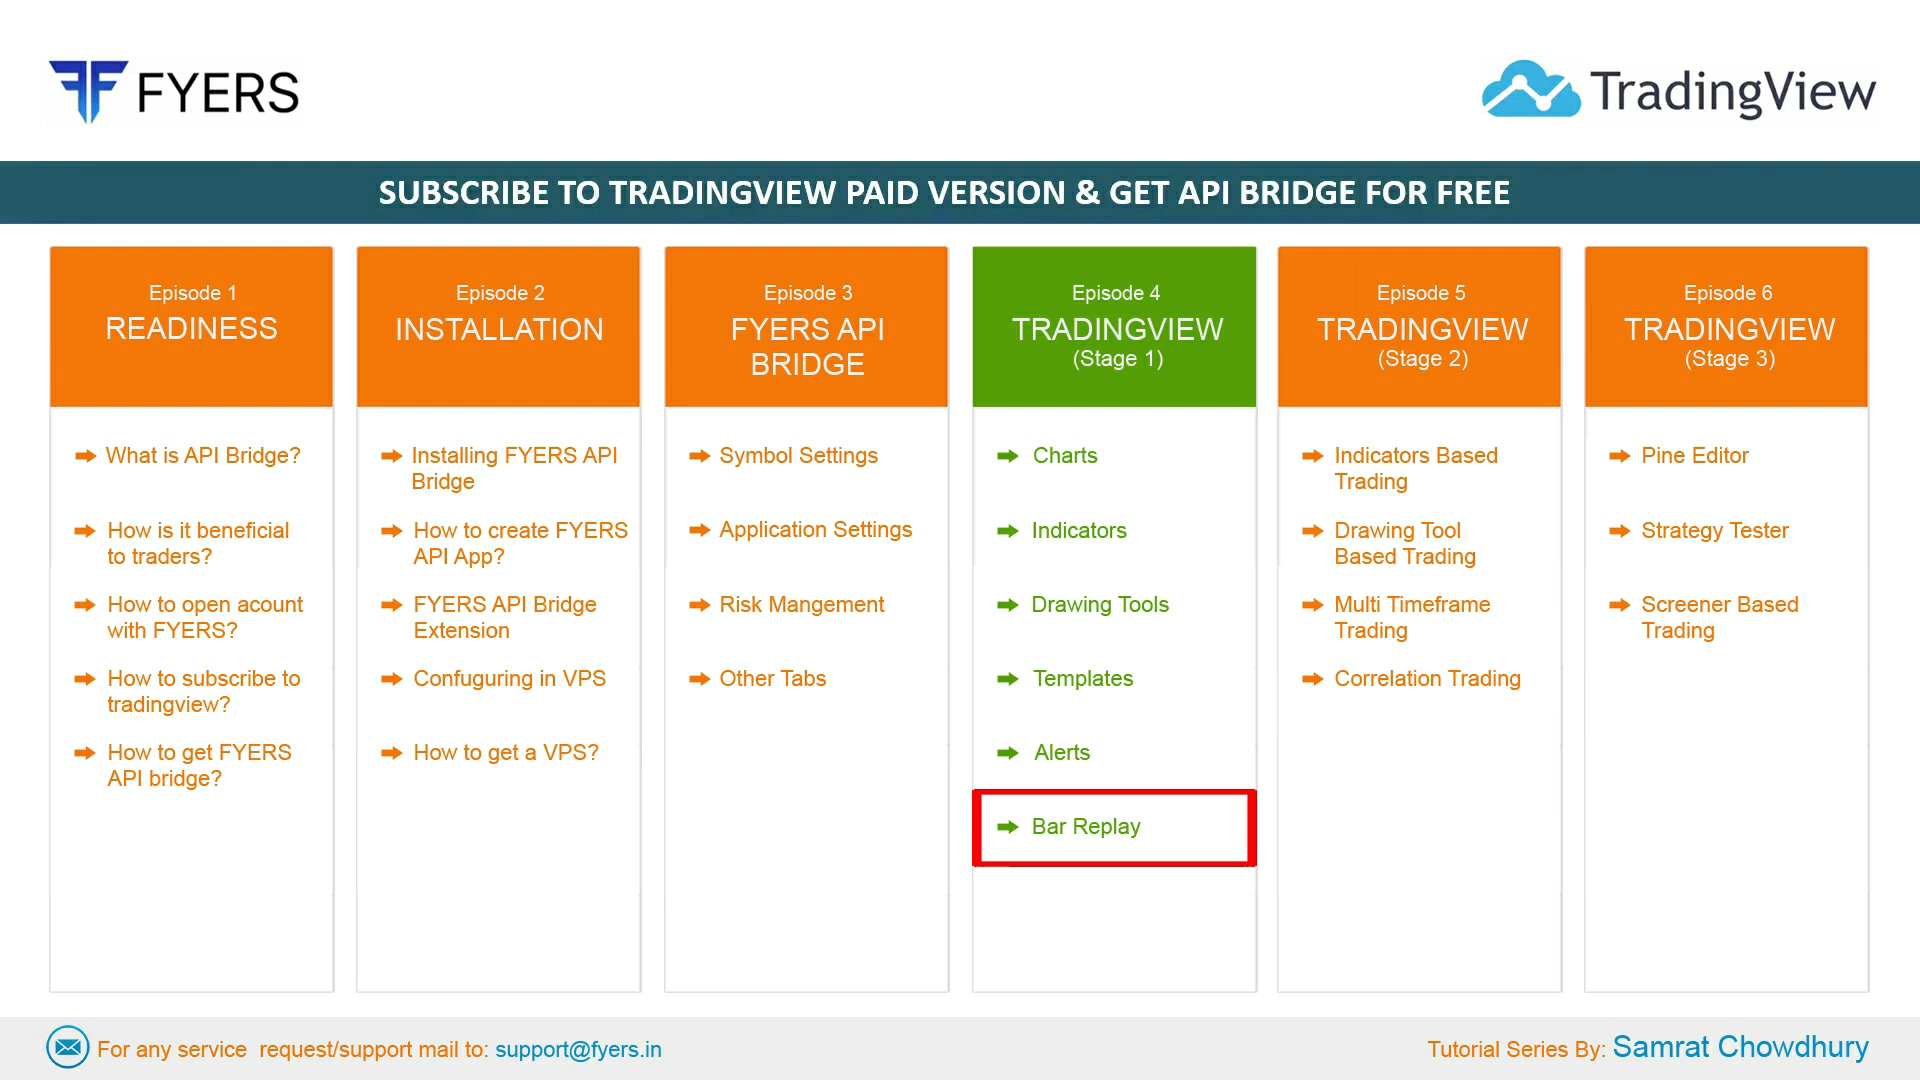 FYERS
TradingView
SUBSCRIBE TO TRADINGVIEW PAID VERSION & GET API BRIDGE FOR FREE
Episode 1
READINESS
What is API Bridge?
How is it beneficial
to traders?
How to open acount
with FYERS?
How to subscribe to
tradingview?
How to get FYERS
API bridge?
Episode 2
INSTALLATION
Installing FYERS API
Bridge
How to create FYERS
API App?
FYERS API Bridge
Extension
Confuguring in VPS
How to get a VPS?
Episode 3
FYERS API
BRIDGE
Symbol Settings
Application Settings
Risk Mangement
Other Tabs
Episode 4
TRADINGVIEW
(Stage 1)
Charts
Indicators
Drawing Tools
Templates
Alerts
Bar Replay
Episode 5
TRADINGVIEW
(Stage 2)
Indicators Based
Trading
Drawing Tool
Based Trading
Multi Timeframe
Trading
Correlation Trading
Episode 6
TRADINGVIEW
(Stage 3)
Pine Editor
Strategy Tester
Screener Based
Trading
For any service request/support mail to: support@fyers.in
Tutorial Series By: Samrat Chowdhury